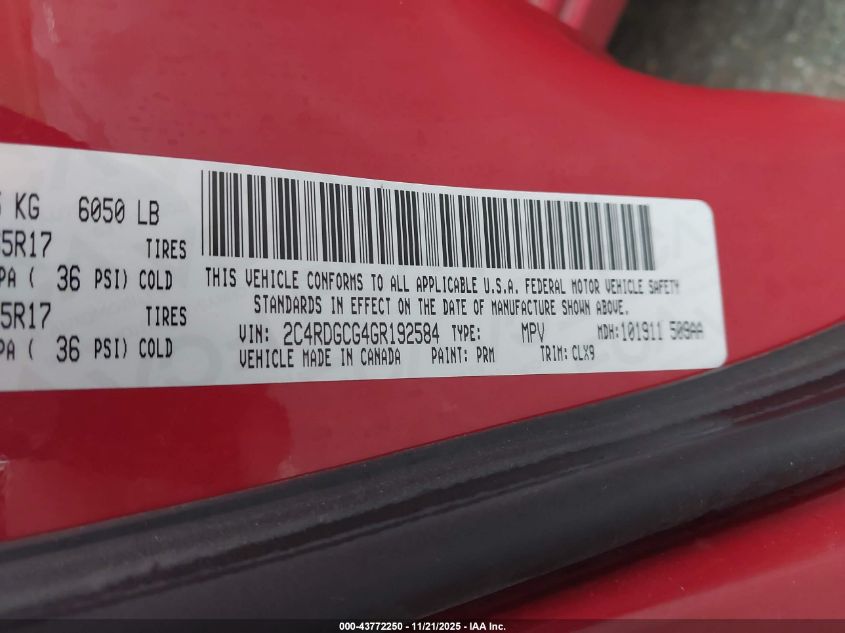 KG 6050 LB
5R17 TIRES
PA ( 36 PSI) COLD
5R17 TIRES
PA ( 36 PSI) COLD
THIS VEHICLE CONFORMS TO ALL APPLICABLE U.S.A. FEDERAL MOTOR VEHICLE SAFETY
STANDARDS IN EFFECT ON THE DATE OF MANUFACTURE SHOWN ABOVE.
VIN: 2C4RDGCG4GR192584 TYPE: MPV MDH:101911 509AA
VEHICLE MADE IN CANADA PAINT: PRM TRIM: CLX9
000-43772250 - 11/21/2025 - IAA Inc.